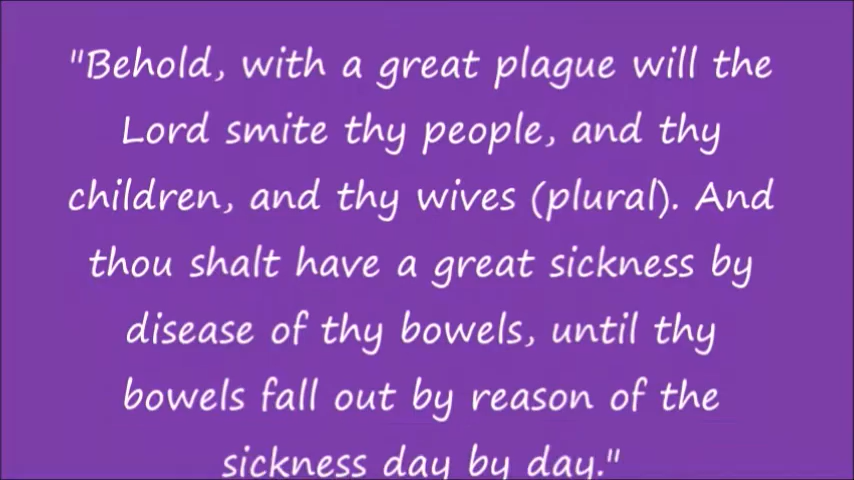 "Behold, with a great plague will the
Lord smite thy people, and thy
children, and thy wives (plural). And
thou shalt have a great sickness by
disease of thy bowels, until thy
bowels fall out by reason of the
sickness day by day."